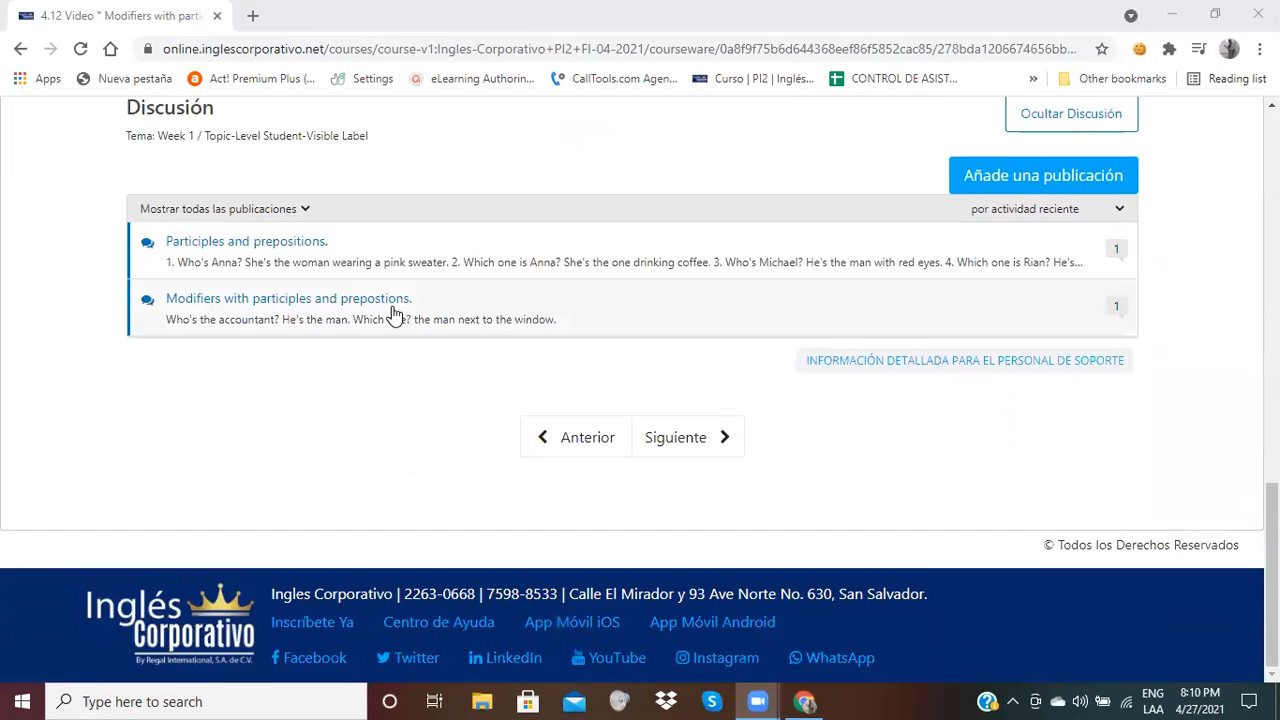 4.12 Video " Modifiers with parti
online.inglescorporativo.net/courses/course-v1:Ingles-Corporativo+PI2+FI-04-2021/courseware/0a8f9f75b6d644368eef86f5852cac85/278bda1206674656bb...
Apps Nueva pestaña Act! Premium Plus (... Settings eLearning Authorin... CallTools.com Agen... Curso | PI2 | Inglés... CONTROL DE ASIST... » Other bookmarks Reading list
Discusión
Ocultar Discusión
Tema: Week 1 / Topic-Level Student-Visible Label
Añade una publicación
Mostrar todas las publicaciones por actividad reciente
Participles and prepositions. 1
1. Who's Anna? She's the woman wearing a pink sweater. 2. Which one is Anna? She's the one drinking coffee. 3. Who's Michael? He's the man with red eyes. 4. Which one is Rian? He's...
Modifiers with participles and prepostions. 1
Who's the accountant? He's the man. Which the man next to the window.
INFORMACIÓN DETALLADA PARA EL PERSONAL DE SOPORTE
Anterior Siguiente
© Todos los Derechos Reservados
Inglés Corporativo
By Regal International, S.A. de C.V.
Ingles Corporativo | 2263-0668 | 7598-8533 | Calle El Mirador y 93 Ave Norte No. 630, San Salvador.
Inscríbete Ya Centro de Ayuda App Móvil iOS App Móvil Android
Facebook Twitter LinkedIn YouTube Instagram WhatsApp
Type here to search
ENG 8:10 PM
LAA 4/27/2021